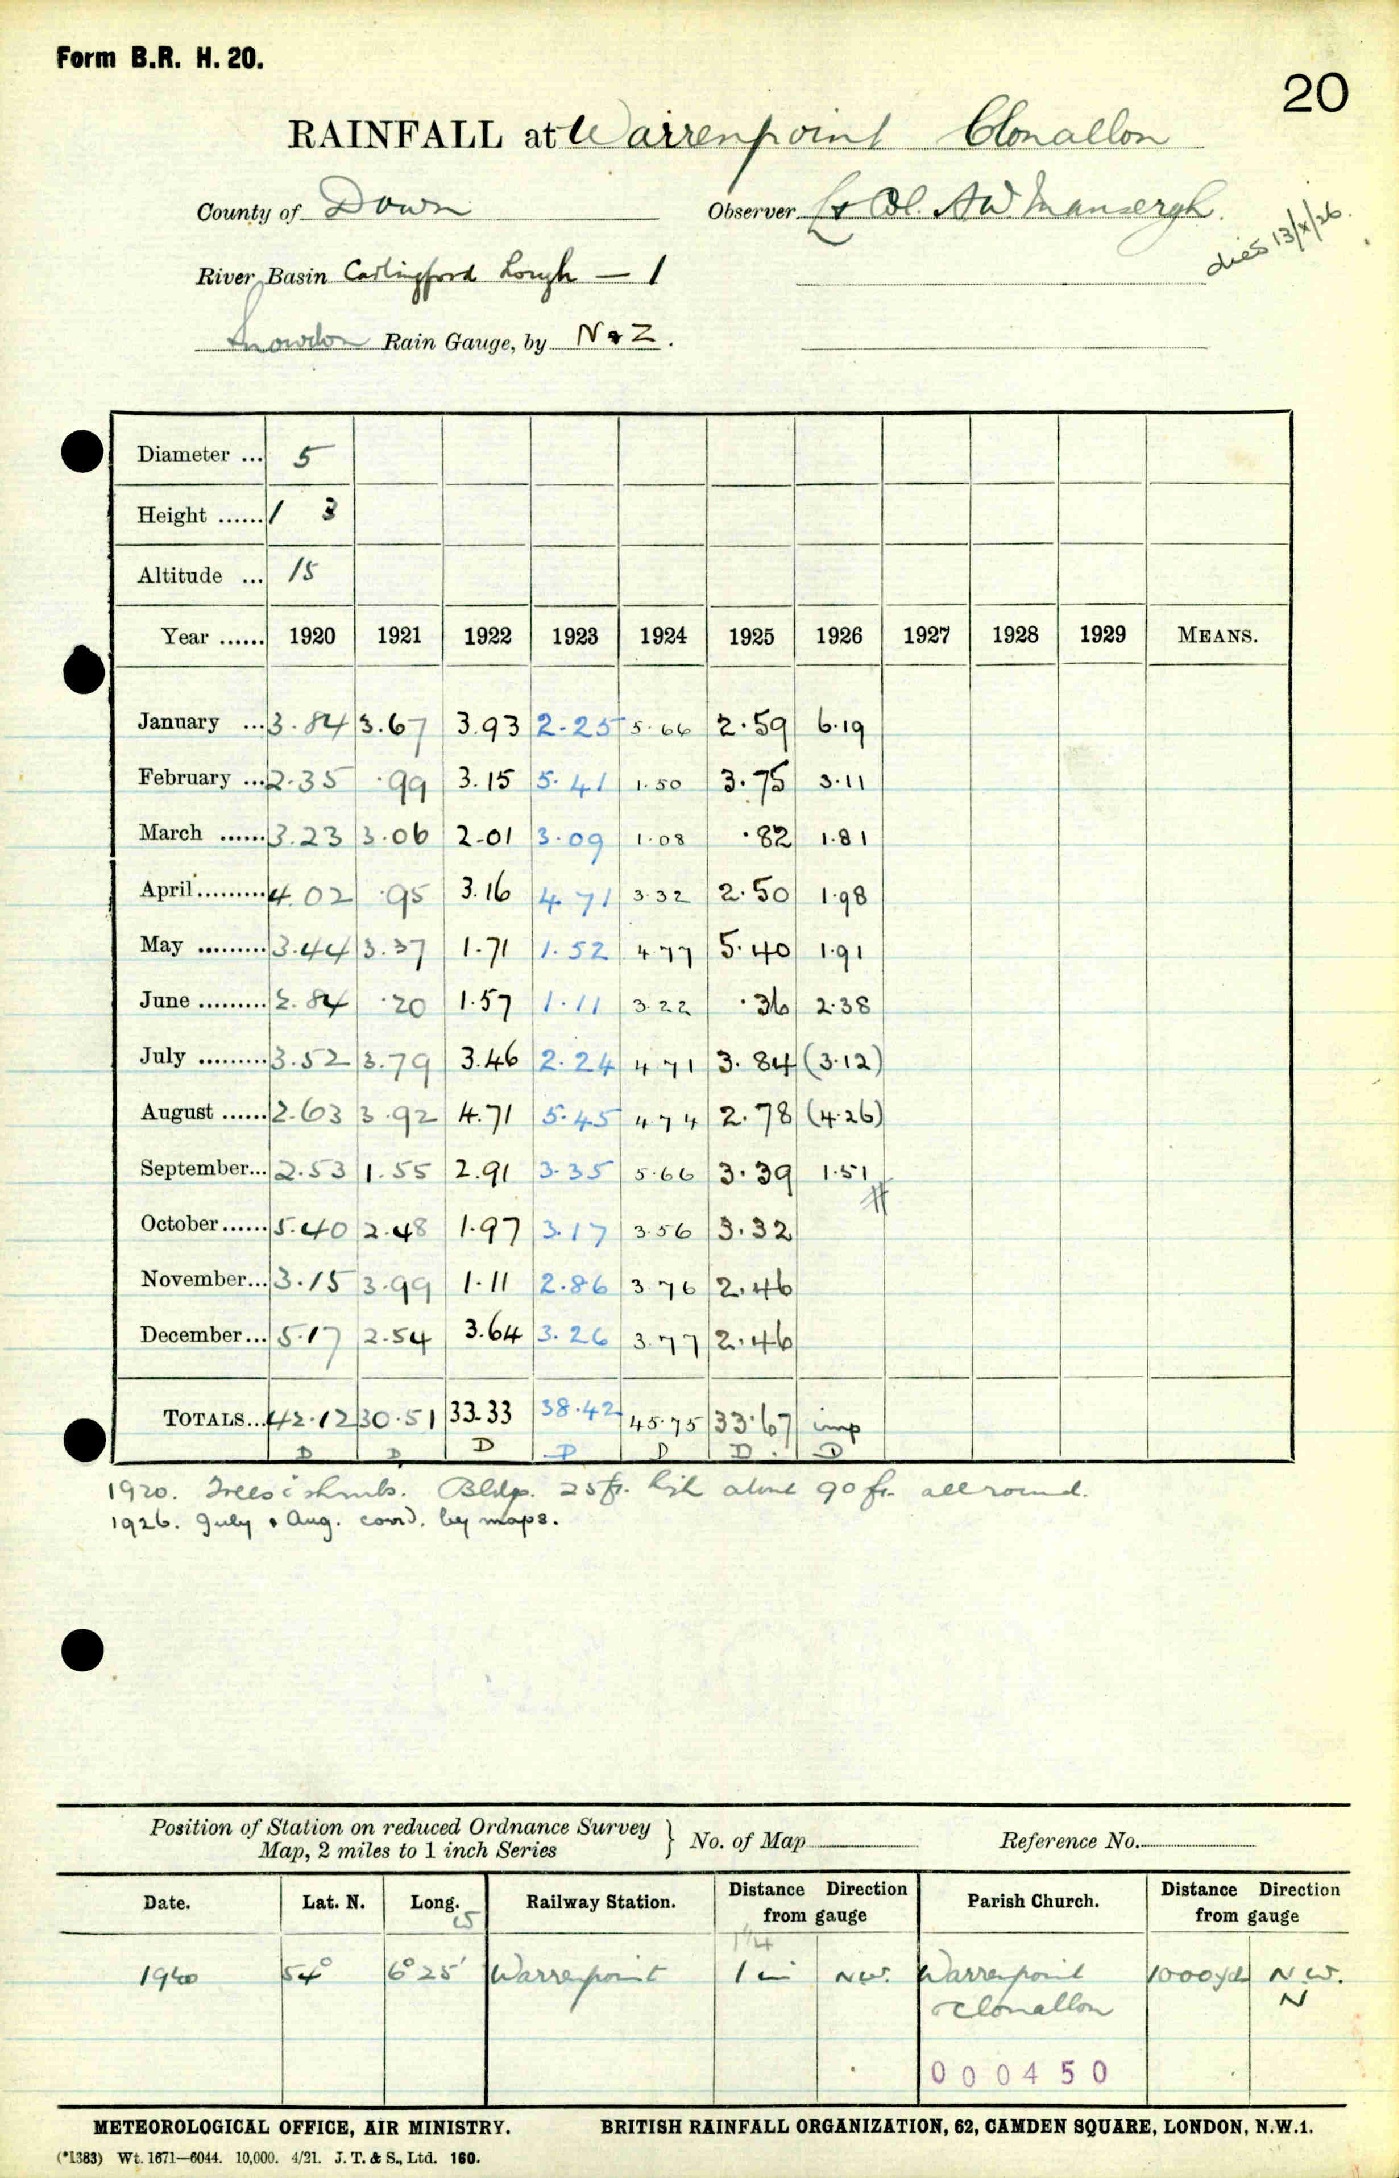 Form B.R. H. 20.
20
RAINFALL at Warrenpoint Clonallon
County of Down Observer Lt Col. A W Mansergh.
died 13/X/26.
River Basin Carlingford Lough — 1
Snowdon Rain Gauge, by N & Z.
Diameter ... 5
Height ...... 1 3
Altitude ... 15
Year ...... 1920 1921 1922 1923 1924 1925 1926 1927 1928 1929 MEANS.
January ... 3.84 3.67 3.93 2.25 5.66 2.59 6.19
February ... 2.35 .99 3.15 5.41 1.50 3.75 3.11
March ...... 3.23 3.06 2.01 3.09 1.08 .82 1.81
April......... 4.02 .95 3.16 4.71 3.32 2.50 1.98
May ......... 3.44 3.37 1.71 1.52 4.77 5.40 1.91
June ......... 2.84 .20 1.57 1.11 3.22 .36 2.38
July ......... 3.52 3.79 3.46 2.24 4.71 3.84 (3.12)
August ...... 2.63 3.92 4.71 5.45 4.74 2.78 (4.26)
September... 2.53 1.55 2.91 3.35 5.66 3.39 1.51
October...... 5.40 2.48 1.97 3.17 3.56 3.32
November... 3.15 3.99 1.11 2.86 3.76 2.46
December... 5.17 2.54 3.64 3.26 3.77 2.46
TOTALS... 42.12 30.51 33.33 38.42 45.75 33.67 imp
D D D D D D D
1920. Trees & shrubs. Bldgs. 25 ft. high about 90 ft. all round.
1926. July & Aug. by maps.
Position of Station on reduced Ordnance Survey
Map, 2 miles to 1 inch Series } No. of Map Reference No.
Date. Lat. N. Long. Railway Station. Distance Direction from gauge Parish Church. Distance Direction from gauge
15
1¼
1920 54° 6° 25' Warrenpoint 1 m NW. Warrenpoint 1000 yd N.W.
Clonallon N
000450
METEOROLOGICAL OFFICE, AIR MINISTRY. BRITISH RAINFALL ORGANIZATION, 62, CAMDEN SQUARE, LONDON, N.W.1.
(*1383) Wt. 1671—6044. 10,000. 4/21. J. T. & S., Ltd. 160.